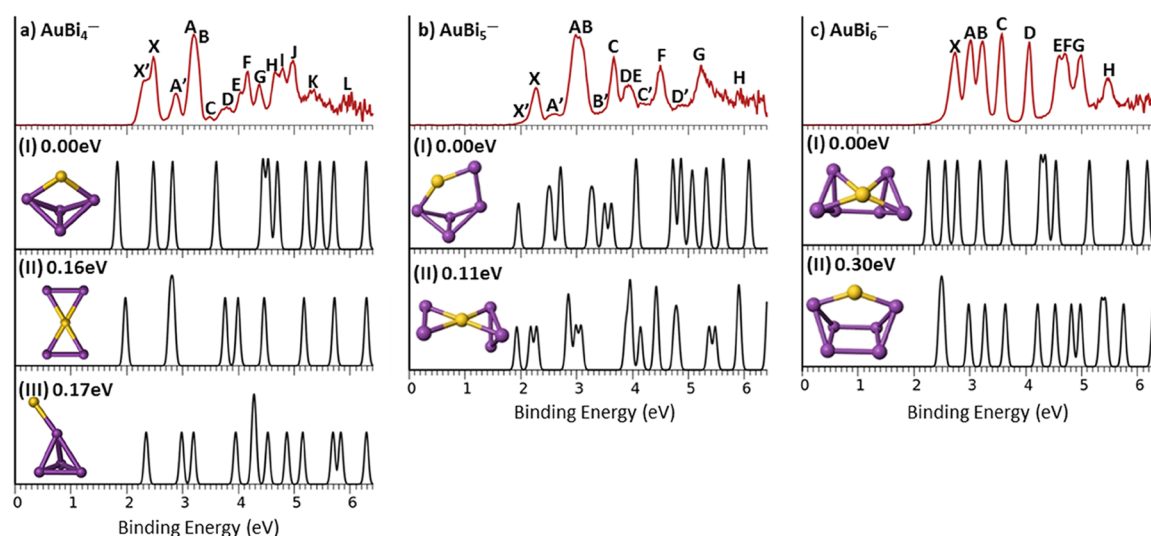 a) AuBi₄⁻
X' X A' A B C D E F G H I J K L
(I) 0.00eV
(II) 0.16eV
(III) 0.17eV
0 1 2 3 4 5 6
Binding Energy (eV)
b) AuBi₅⁻
X' X A' AB B' C DE C' F D' G H
(I) 0.00eV
(II) 0.11eV
0 1 2 3 4 5 6
Binding Energy (eV)
c) AuBi₆⁻
X A B C D E F G H
(I) 0.00eV
(II) 0.30eV
0 1 2 3 4 5 6
Binding Energy (eV)